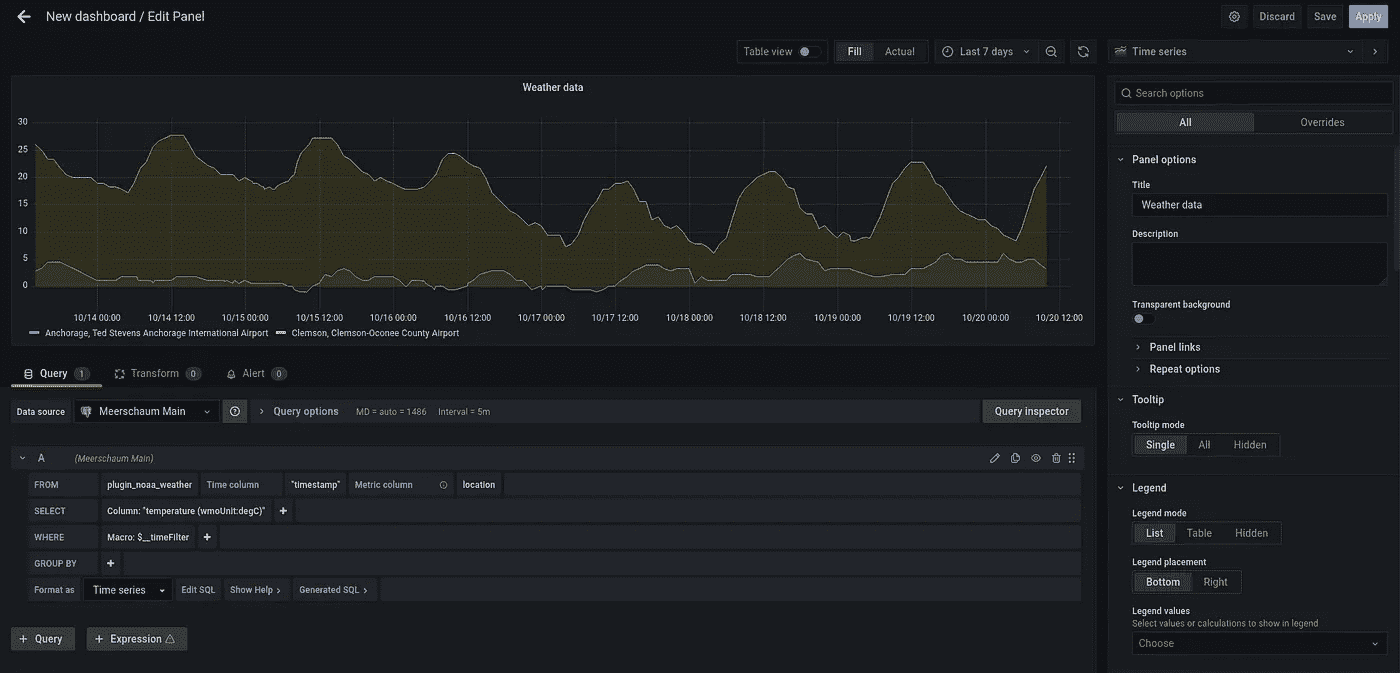 New dashboard / Edit Panel
Discard Save Apply
Table view Fill Actual Last 7 days
Time series
Weather data
30
25
20
15
10
5
0
10/14 00:00 10/14 12:00 10/15 00:00 10/15 12:00 10/16 00:00 10/16 12:00 10/17 00:00 10/17 12:00 10/18 00:00 10/18 12:00 10/19 00:00 10/19 12:00 10/20 00:00 10/20 12:00
Anchorage, Ted Stevens Anchorage International Airport Clemson, Clemson-Oconee County Airport
Query 1 Transform 0 Alert 0
Data source Meerschaum Main Query options MD = auto = 1486 Interval = 5m Query inspector
A (Meerschaum Main)
FROM plugin_noaa_weather Time column "timestamp" Metric column location
SELECT Column: "temperature (wmoUnit:degC)" +
WHERE Macro: $__timeFilter +
GROUP BY +
Format as Time series Edit SQL Show Help > Generated SQL >
+ Query + Expression
Search options
All Overrides
Panel options
Title
Weather data
Description
Transparent background
Panel links
Repeat options
Tooltip
Tooltip mode
Single All Hidden
Legend
Legend mode
List Table Hidden
Legend placement
Bottom Right
Legend values
Select values or calculations to show in legend
Choose